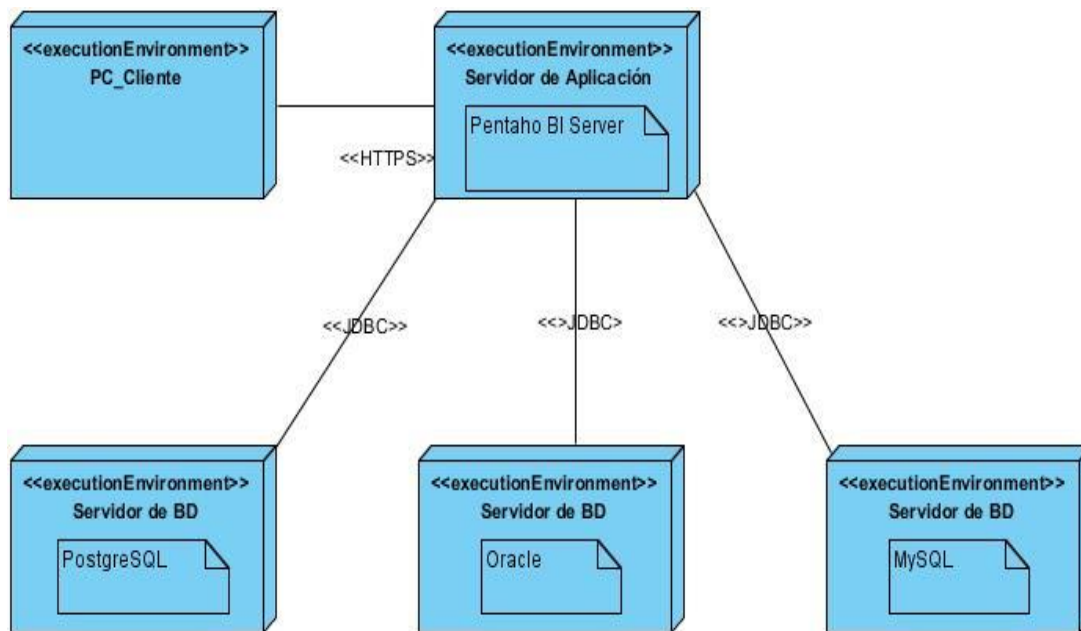 <<executionEnvironment>>
PC_Cliente
<<executionEnvironment>>
Servidor de Aplicación
Pentaho BI Server
<<HTTPS>>
<<JDBC>>
<<>JDBC>
<<>JDBC>>
<<executionEnvironment>>
Servidor de BD
PostgreSQL
<<executionEnvironment>>
Servidor de BD
Oracle
<<executionEnvironment>>
Servidor de BD
MySQL